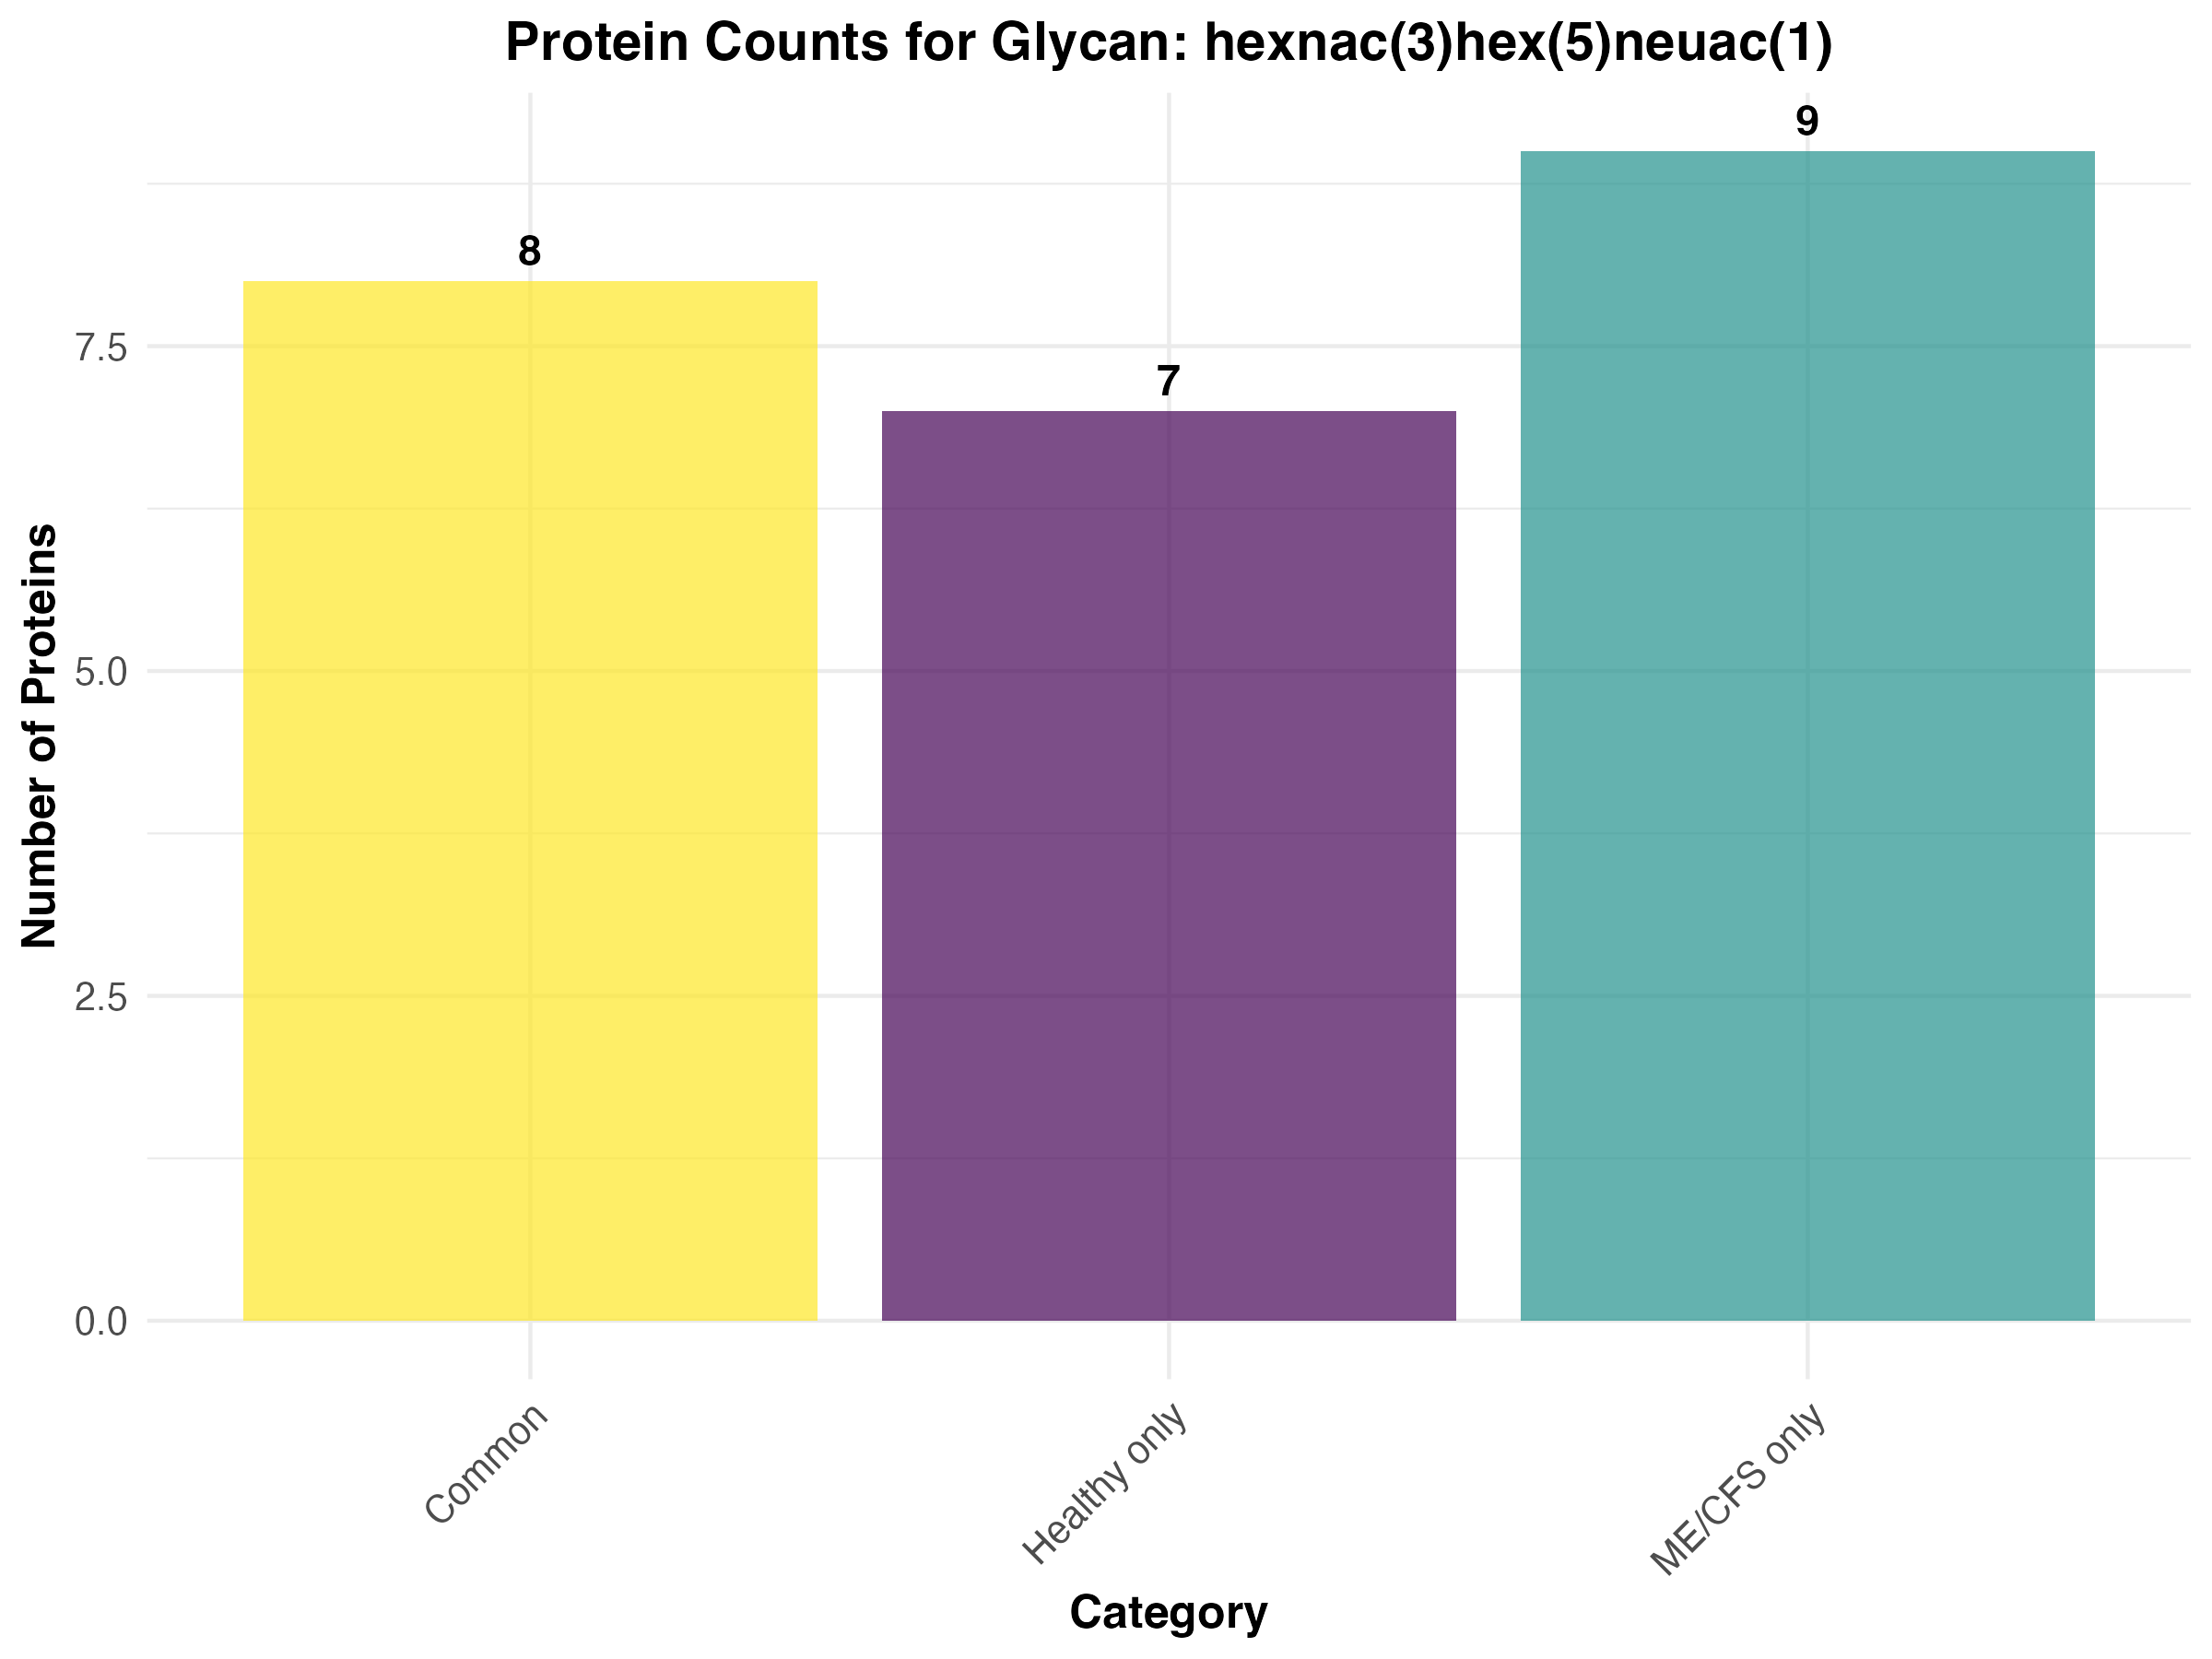 Protein Counts for Glycan: hexnac(3)hex(5)neuac(1)
9
8
7
7.5
5.0
2.5
0.0
Number of Proteins
Common
Healthy only
ME/CFS only
Category